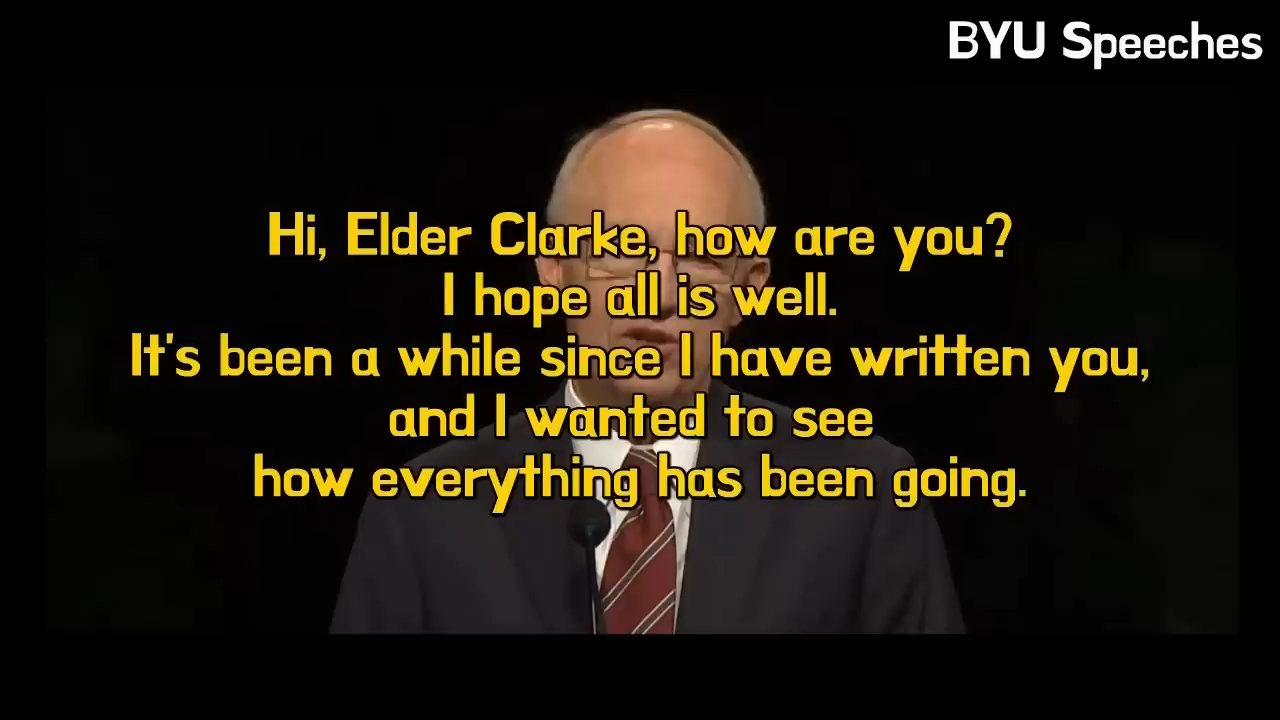 BYU Speeches
Hi, Elder Clarke, how are you?
I hope all is well.
It's been a while since I have written you,
and I wanted to see
how everything has been going.